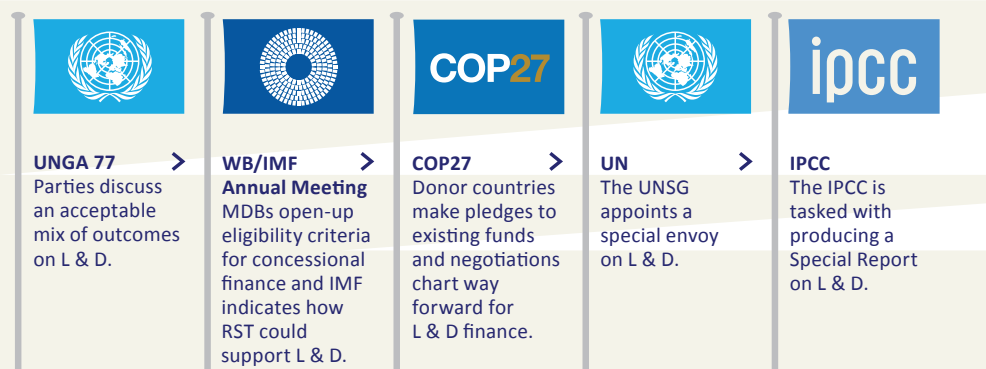 COP27
ipcc
UNGA 77 >
Parties discuss
an acceptable
mix of outcomes
on L & D.
WB/IMF >
Annual Meeting
MDBs open-up
eligibility criteria
for concessional
finance and IMF
indicates how
RST could
support L & D.
COP27 >
Donor countries
make pledges to
existing funds
and negotiations
chart way
forward for
L & D finance.
UN >
The UNSG
appoints a
special envoy
on L & D.
IPCC
The IPCC is
tasked with
producing a
Special Report
on L & D.